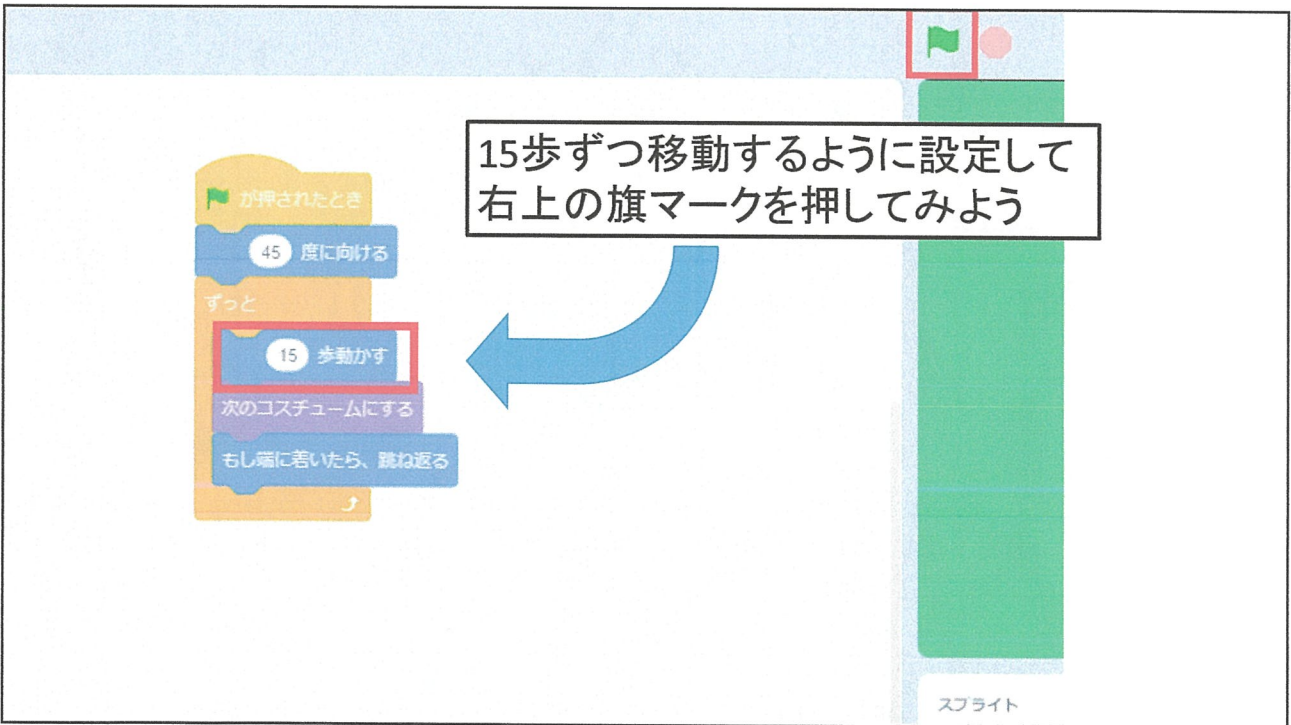 15歩ずつ移動するように設定して
右上の旗マークを押してみよう
が押されたとき
45 度に向ける
ずっと
15 歩動かす
次のコスチュームにする
もし端に着いたら、跳ね返る
スプライト